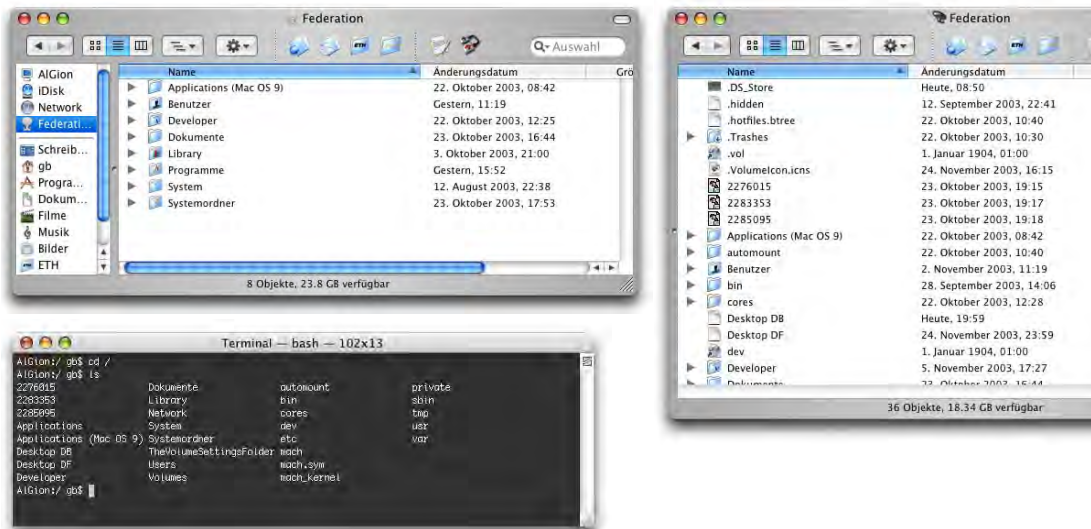 Federation
Auswahl
AlGion
iDisk
Network
Federati...
Schreib...
gb
Progra...
Dokum...
Filme
Musik
Bilder
ETH
Name Änderungsdatum Grö
Applications (Mac OS 9) 22. Oktober 2003, 08:42
Benutzer Gestern, 11:19
Developer 22. Oktober 2003, 12:25
Dokumente 23. Oktober 2003, 16:44
Library 3. Oktober 2003, 21:00
Programme Gestern, 15:52
System 12. August 2003, 22:38
Systemordner 23. Oktober 2003, 17:53
8 Objekte, 23.8 GB verfügbar
Terminal — bash — 102x13
AlGion:/ gb$ cd /
AlGion:/ gb$ ls
2276015 Dokumente automount private
2283353 Library bin sbin
2285095 Network cores tmp
Applications System dev usr
Applications (Mac OS 9) Systemordner etc var
Desktop DB TheVolumeSettingsFolder mach
Desktop DF Users mach.sym
Developer Volumes mach_kernel
AlGion:/ gb$
Federation
Name Änderungsdatum
.DS_Store Heute, 08:50
.hidden 12. September 2003, 22:41
.hotfiles.btree 22. Oktober 2003, 10:40
.Trashes 22. Oktober 2003, 10:30
.vol 1. Januar 1904, 01:00
.VolumeIcon.icns 24. November 2003, 16:15
2276015 23. Oktober 2003, 19:15
2283353 23. Oktober 2003, 19:17
2285095 23. Oktober 2003, 19:18
Applications (Mac OS 9) 22. Oktober 2003, 08:42
automount 22. Oktober 2003, 10:40
Benutzer 2. November 2003, 11:19
bin 28. September 2003, 14:06
cores 22. Oktober 2003, 12:28
Desktop DB Heute, 19:59
Desktop DF 24. November 2003, 23:59
dev 1. Januar 1904, 01:00
Developer 5. November 2003, 17:27
Dokumente 23. Oktober 2003, 16:44
36 Objekte, 18.34 GB verfügbar